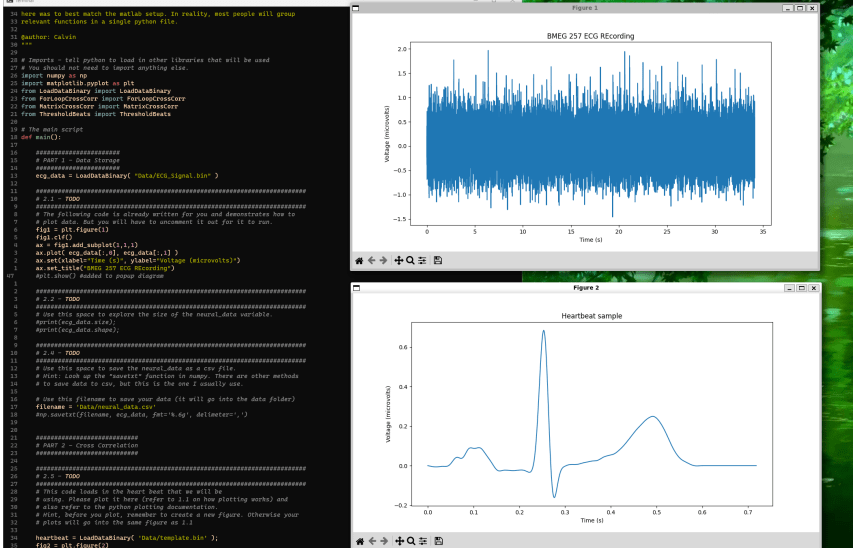 34 here was to best match the matlab setup. In reality, most people will group
33 relevant functions in a single python file.
32
31 @author: Calvin
30 """
29
28 # Imports - tell python to load in other libraries that will be used
27 # You should not need to import anything else.
26 import numpy as np
25 import matplotlib.pyplot as plt
24 from LoadDataBinary import LoadDataBinary
23 from ForLoopCrossCorr import ForLoopCrossCorr
22 from MatrixCrossCorr import MatrixCrossCorr
21 from ThresholdBeats import ThresholdBeats
20
19 # The main script
18 def main():
17
16 #######################
15 # PART 1 - Data Storage
14 #######################
13 ecg_data = LoadDataBinary( "Data/ECG_Signal.bin" )
12
11 ##########################################################################
10 # 2.1 - TODO
9 ##########################################################################
8 # The following code is already written for you and demonstrates how to
7 # plot data. But you will have to uncomment it out for it to run.
6 fig1 = plt.figure(1)
5 fig1.clf()
4 ax = fig1.add_subplot(1,1,1)
3 ax.plot( ecg_data[:,0], ecg_data[:,1] )
2 ax.set(xlabel="Time (s)", ylabel="Voltage (microvolts)")
1 ax.set_title("BMEG 257 ECG REcording")
47 #plt.show() #added to popup diagram
1
2 ##########################################################################
3 # 2.2 - TODO
4 ##########################################################################
5 # Use this space to explore the size of the neural_data variable.
6 #print(ecg_data.size);
7 #print(ecg_data.shape);
8
9 ##########################################################################
10 # 2.4 - TODO
11 ##########################################################################
12 # Use this space to save the neural_data as a csv file.
13 # Hint: Look up the "savetxt" function in numpy. There are other methods
14 # to save data to csv, but this is the one I usually use.
15
16 # Use this filename to save your data (it will go into the data folder)
17 filename = 'Data/neural_data.csv'
18 #np.savetxt(filename, ecg_data, fmt='%.6g', delimeter=',')
19
20
21 ############################
22 # PART 2 - Cross Correlation
23 ############################
24
25 ##########################################################################
26 # 2.5 - TODO
27 ##########################################################################
28 # This code loads in the heart beat that we will be
29 # using. Please plot it here (refer to 1.1 on how plotting works) and
30 # also refer to the python plotting documentation.
31 # Hint, before you plot, remember to create a new figure. Otherwise your
32 # plots will go into the same figure as 1.1
33
34 heartbeat = LoadDataBinary( 'Data/template.bin' );
35 fig2 = plt.figure(2)
Figure 1
BMEG 257 ECG REcording
Voltage (microvolts)
2.0
1.5
1.0
0.5
0.0
−0.5
−1.0
−1.5
0 5 10 15 20 25 30 35
Time (s)
Figure 2
Heartbeat sample
Voltage (microvolts)
0.6
0.4
0.2
0.0
−0.2
0.0 0.1 0.2 0.3 0.4 0.5 0.6 0.7
Time (s)